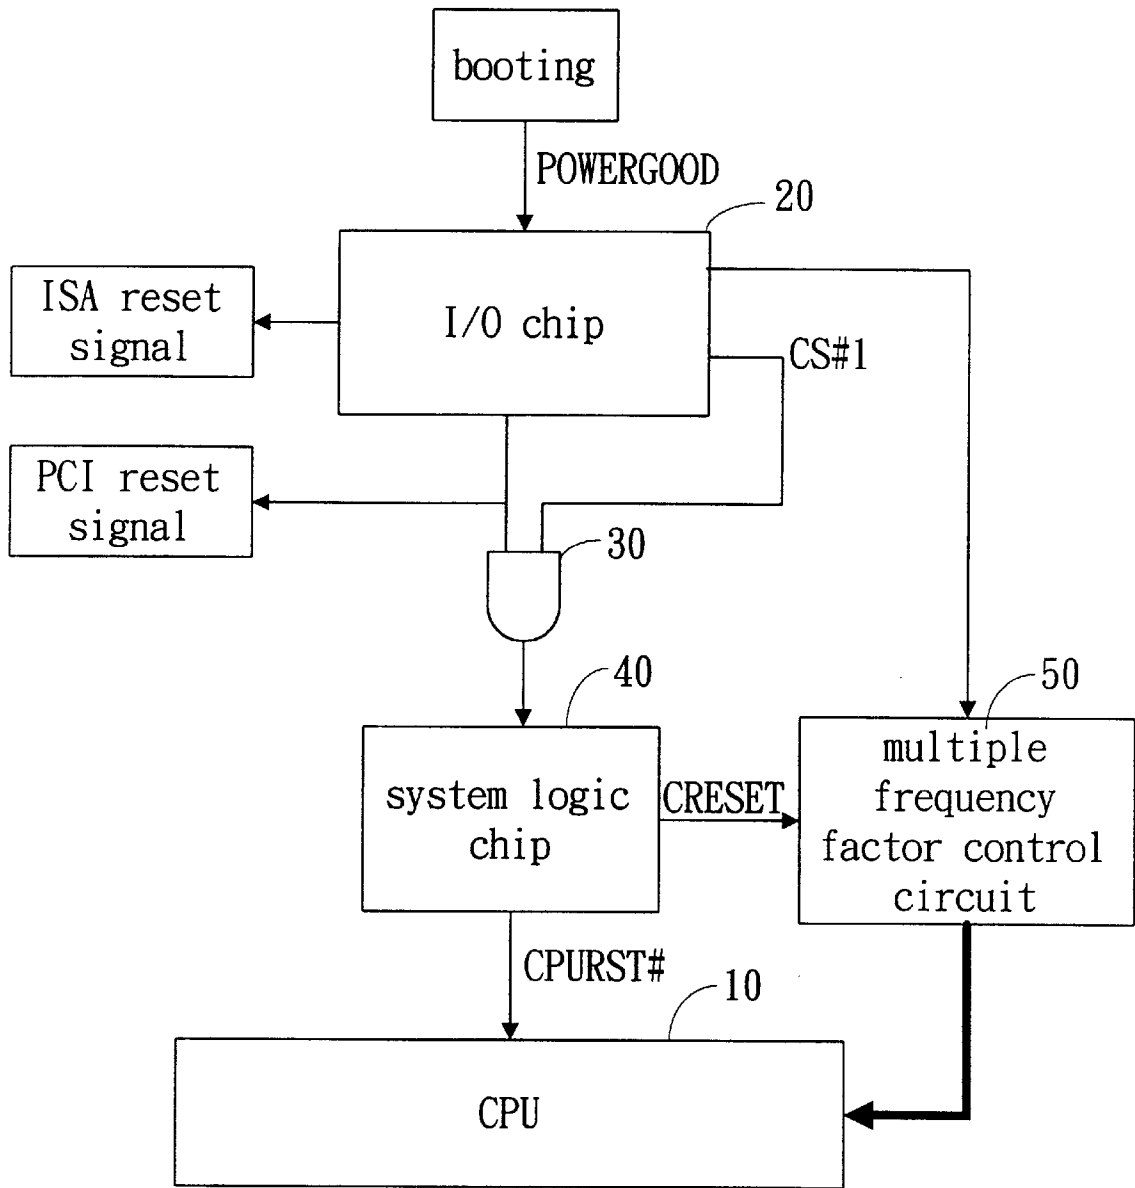 booting
POWERGOOD
20
ISA reset
signal
I/O chip
CS#1
PCI reset
signal
30
40
50
system logic
chip
CRESET
multiple
frequency
factor control
circuit
CPURST#
10
CPU